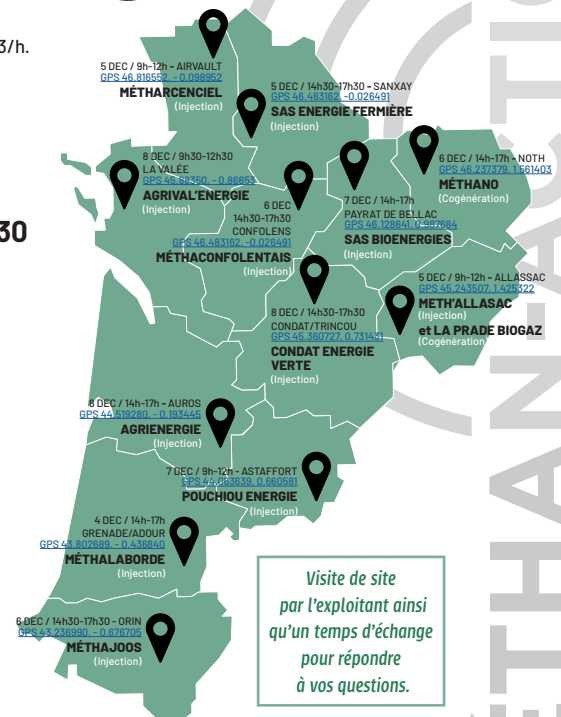 3/h.
30
5 DEC / 9h-12h - AIRVAULT
GPS 46.816552, - 0.098952
MÉTHARCENCIEL
(Injection)
5 DEC / 14h30-17h30 - SANXAY
GPS 46.483162, -0.026491
SAS ENERGIE FERMIÈRE
(Injection)
8 DEC / 9h30-12h30
LA VALÉE
GPS 45.88350, - 0.86653
AGRIVAL'ENERGIE
(Injection)
6 DEC
14h30-17h30
CONFOLENS
GPS 46.483162, -0.026491
MÉTHACONFOLENTAIS
(Injection)
7 DEC / 14h-17h
PAYRAT DE BELLAC
GPS 46.128641, 0.987684
SAS BIOENERGIES
(Injection)
6 DEC / 14h-17h - NOTH
GPS 46.237379, 1.561403
MÉTHANO
(Cogénération)
5 DEC / 9h-12h - ALLASSAC
GPS 45.243507, 1.425322
METH'ALLASAC
(Injection)
et LA PRADE BIOGAZ
(Cogénération)
8 DEC / 14h30-17h30
CONDAT/TRINCOU
GPS 45.360727, 0.731431
CONDAT ENERGIE
VERTE
(Injection)
8 DEC / 14h-17h - AUROS
GPS 44.519280, - 0.193445
AGRIENERGIE
(Injection)
7 DEC / 9h-12h - ASTAFFORT
GPS 44.063639, 0.660581
POUCHIOU ENERGIE
(Injection)
4 DEC / 14h-17h
GRENADE/ADOUR
GPS 43.802689, - 0.436840
MÉTHALABORDE
(Injection)
6 DEC / 14h30-17h30 - ORIN
GPS 43.236990, - 0.676705
MÉTHAJOOS
(Injection)
Visite de site
par l'exploitant ainsi
qu'un temps d'échange
pour répondre
à vos questions.
ETHAN-ACTIO